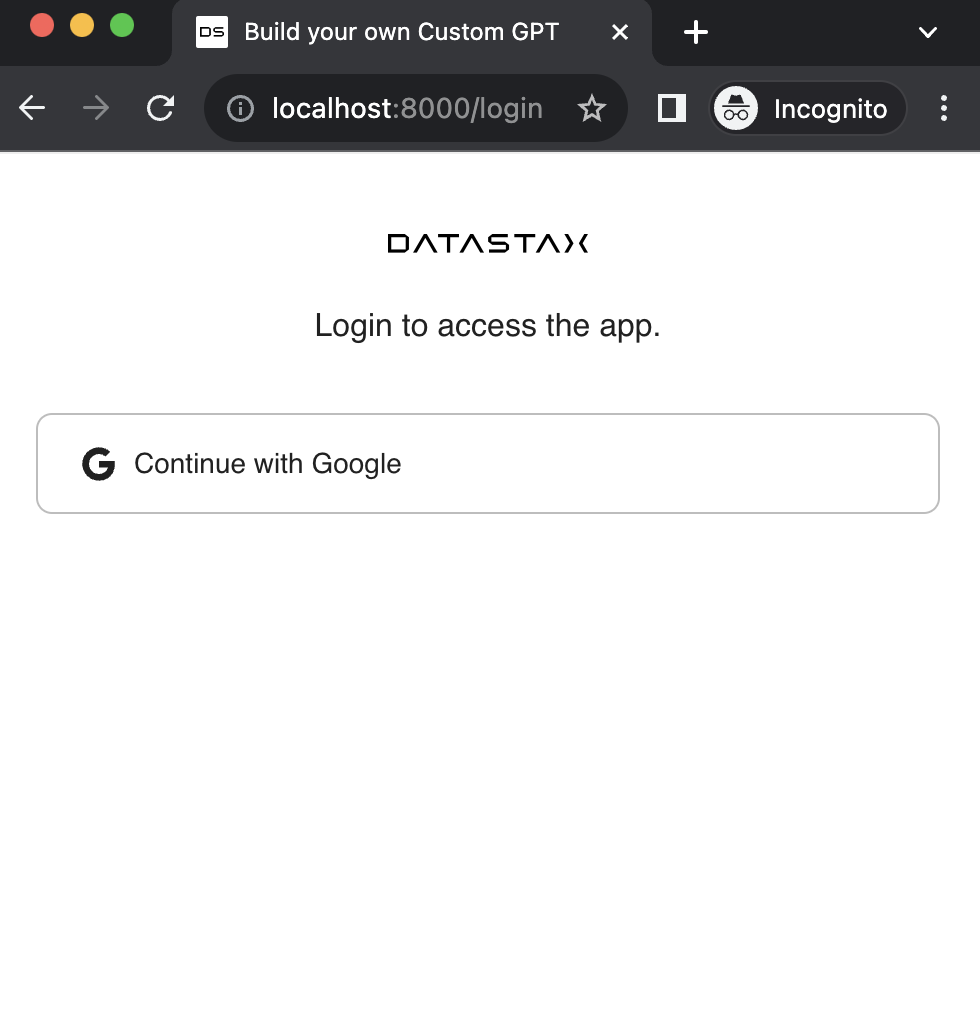 DS Build your own Custom GPT
localhost:8000/login
Incognito
DATASTAX
Login to access the app.
Continue with Google